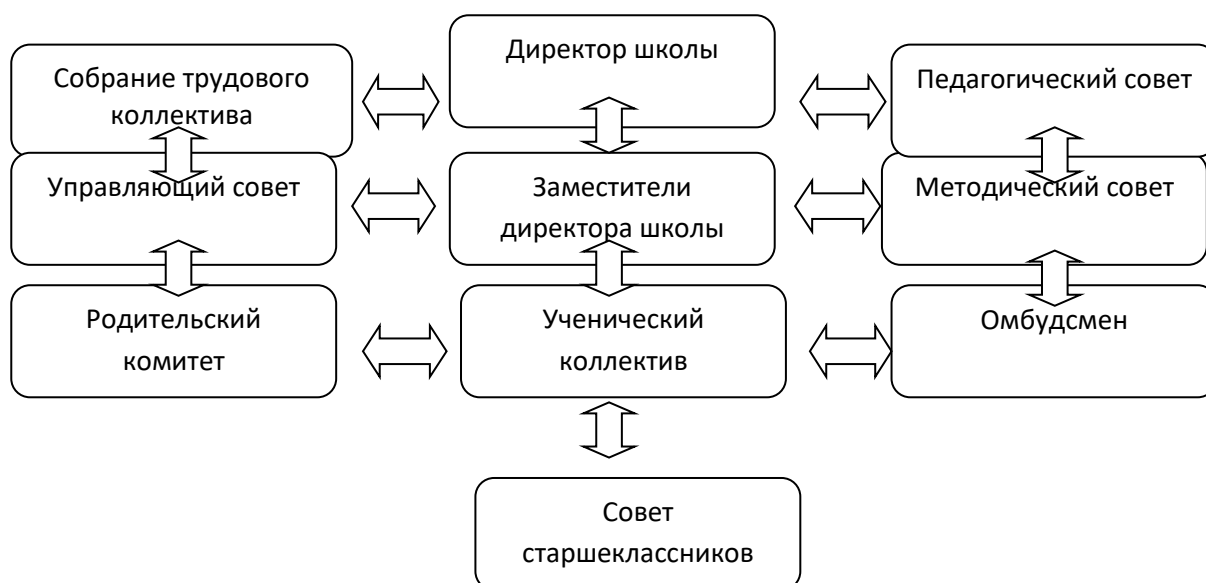 Собрание трудового
коллектива
Директор школы
Педагогический совет
Управляющий совет
Заместители
директора школы
Методический совет
Родительский
комитет
Ученический
коллектив
Омбудсмен
Совет
старшеклассников